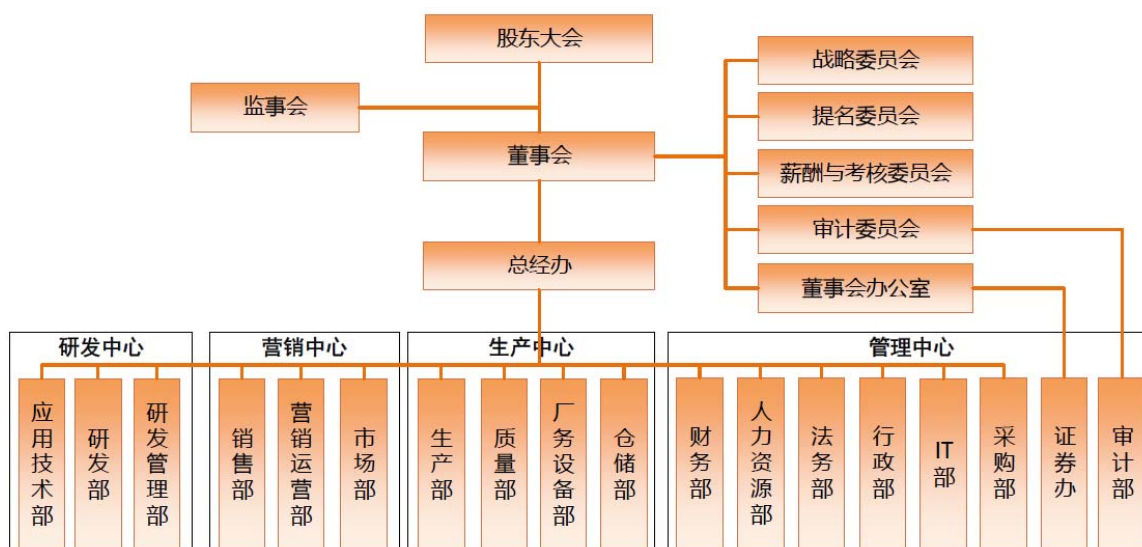 股东大会
监事会
董事会
总经办
战略委员会
提名委员会
薪酬与考核委员会
审计委员会
董事会办公室
研发中心
应用技术部
研发部
研发管理部
营销中心
销售部
营销运营部
市场部
生产中心
生产部
质量部
厂务设备部
仓储部
管理中心
财务部
人力资源部
法务部
行政部
IT部
采购部
证券办
审计部